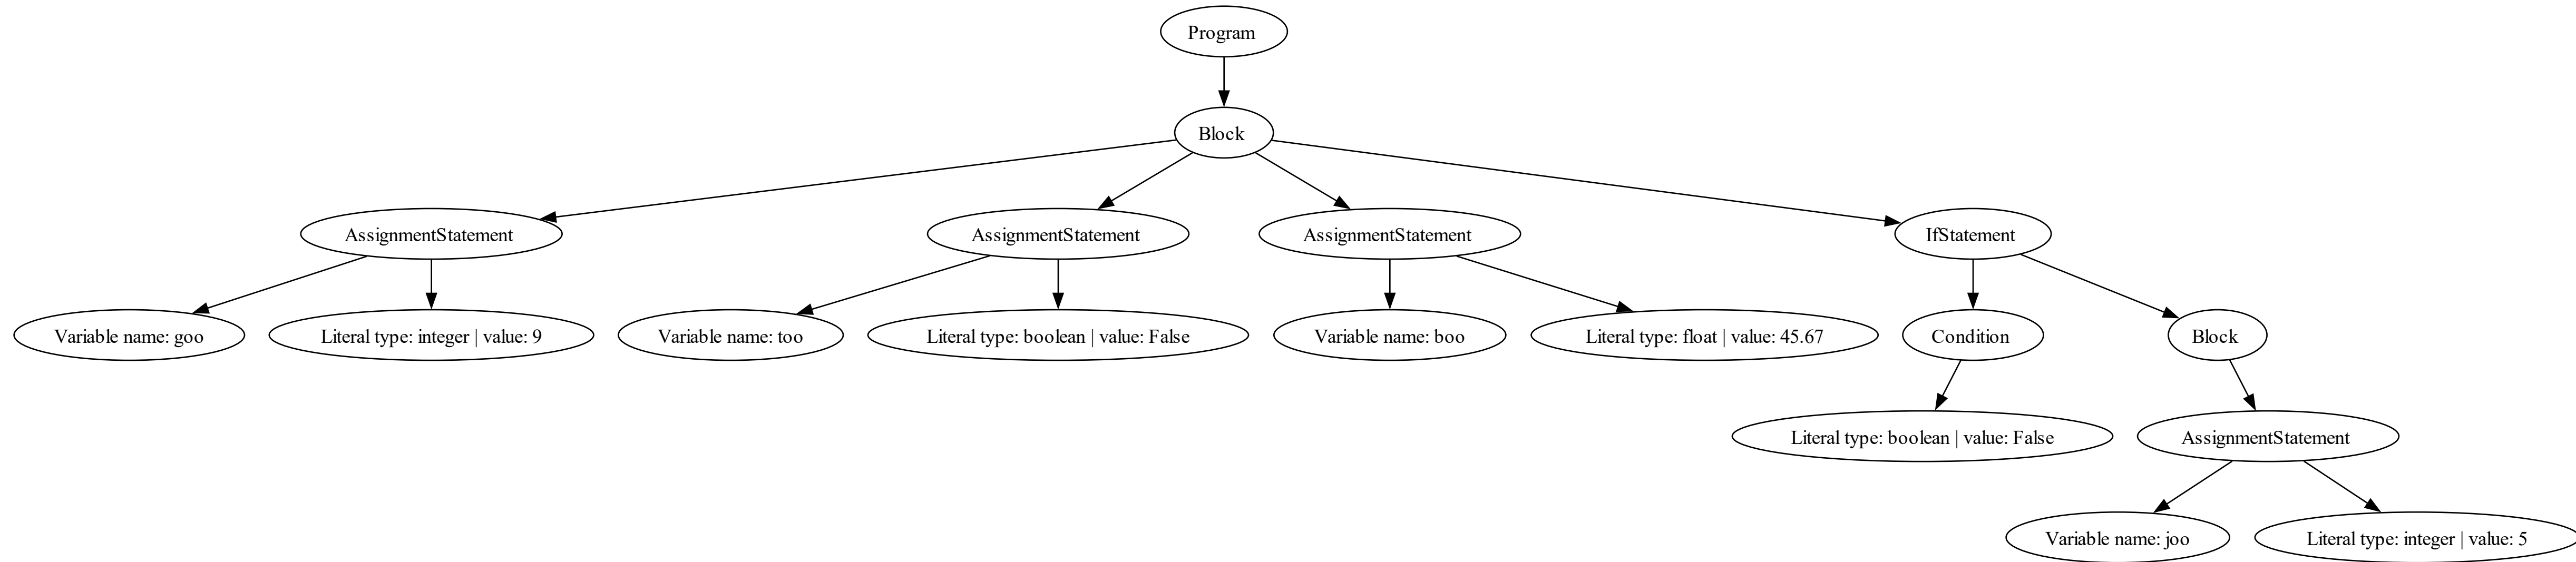 Program
Block
AssignmentStatement
AssignmentStatement
AssignmentStatement
IfStatement
Variable name: goo
Literal type: integer | value: 9
Variable name: too
Literal type: boolean | value: False
Variable name: boo
Literal type: float | value: 45.67
Condition
Block
Literal type: boolean | value: False
AssignmentStatement
Variable name: joo
Literal type: integer | value: 5